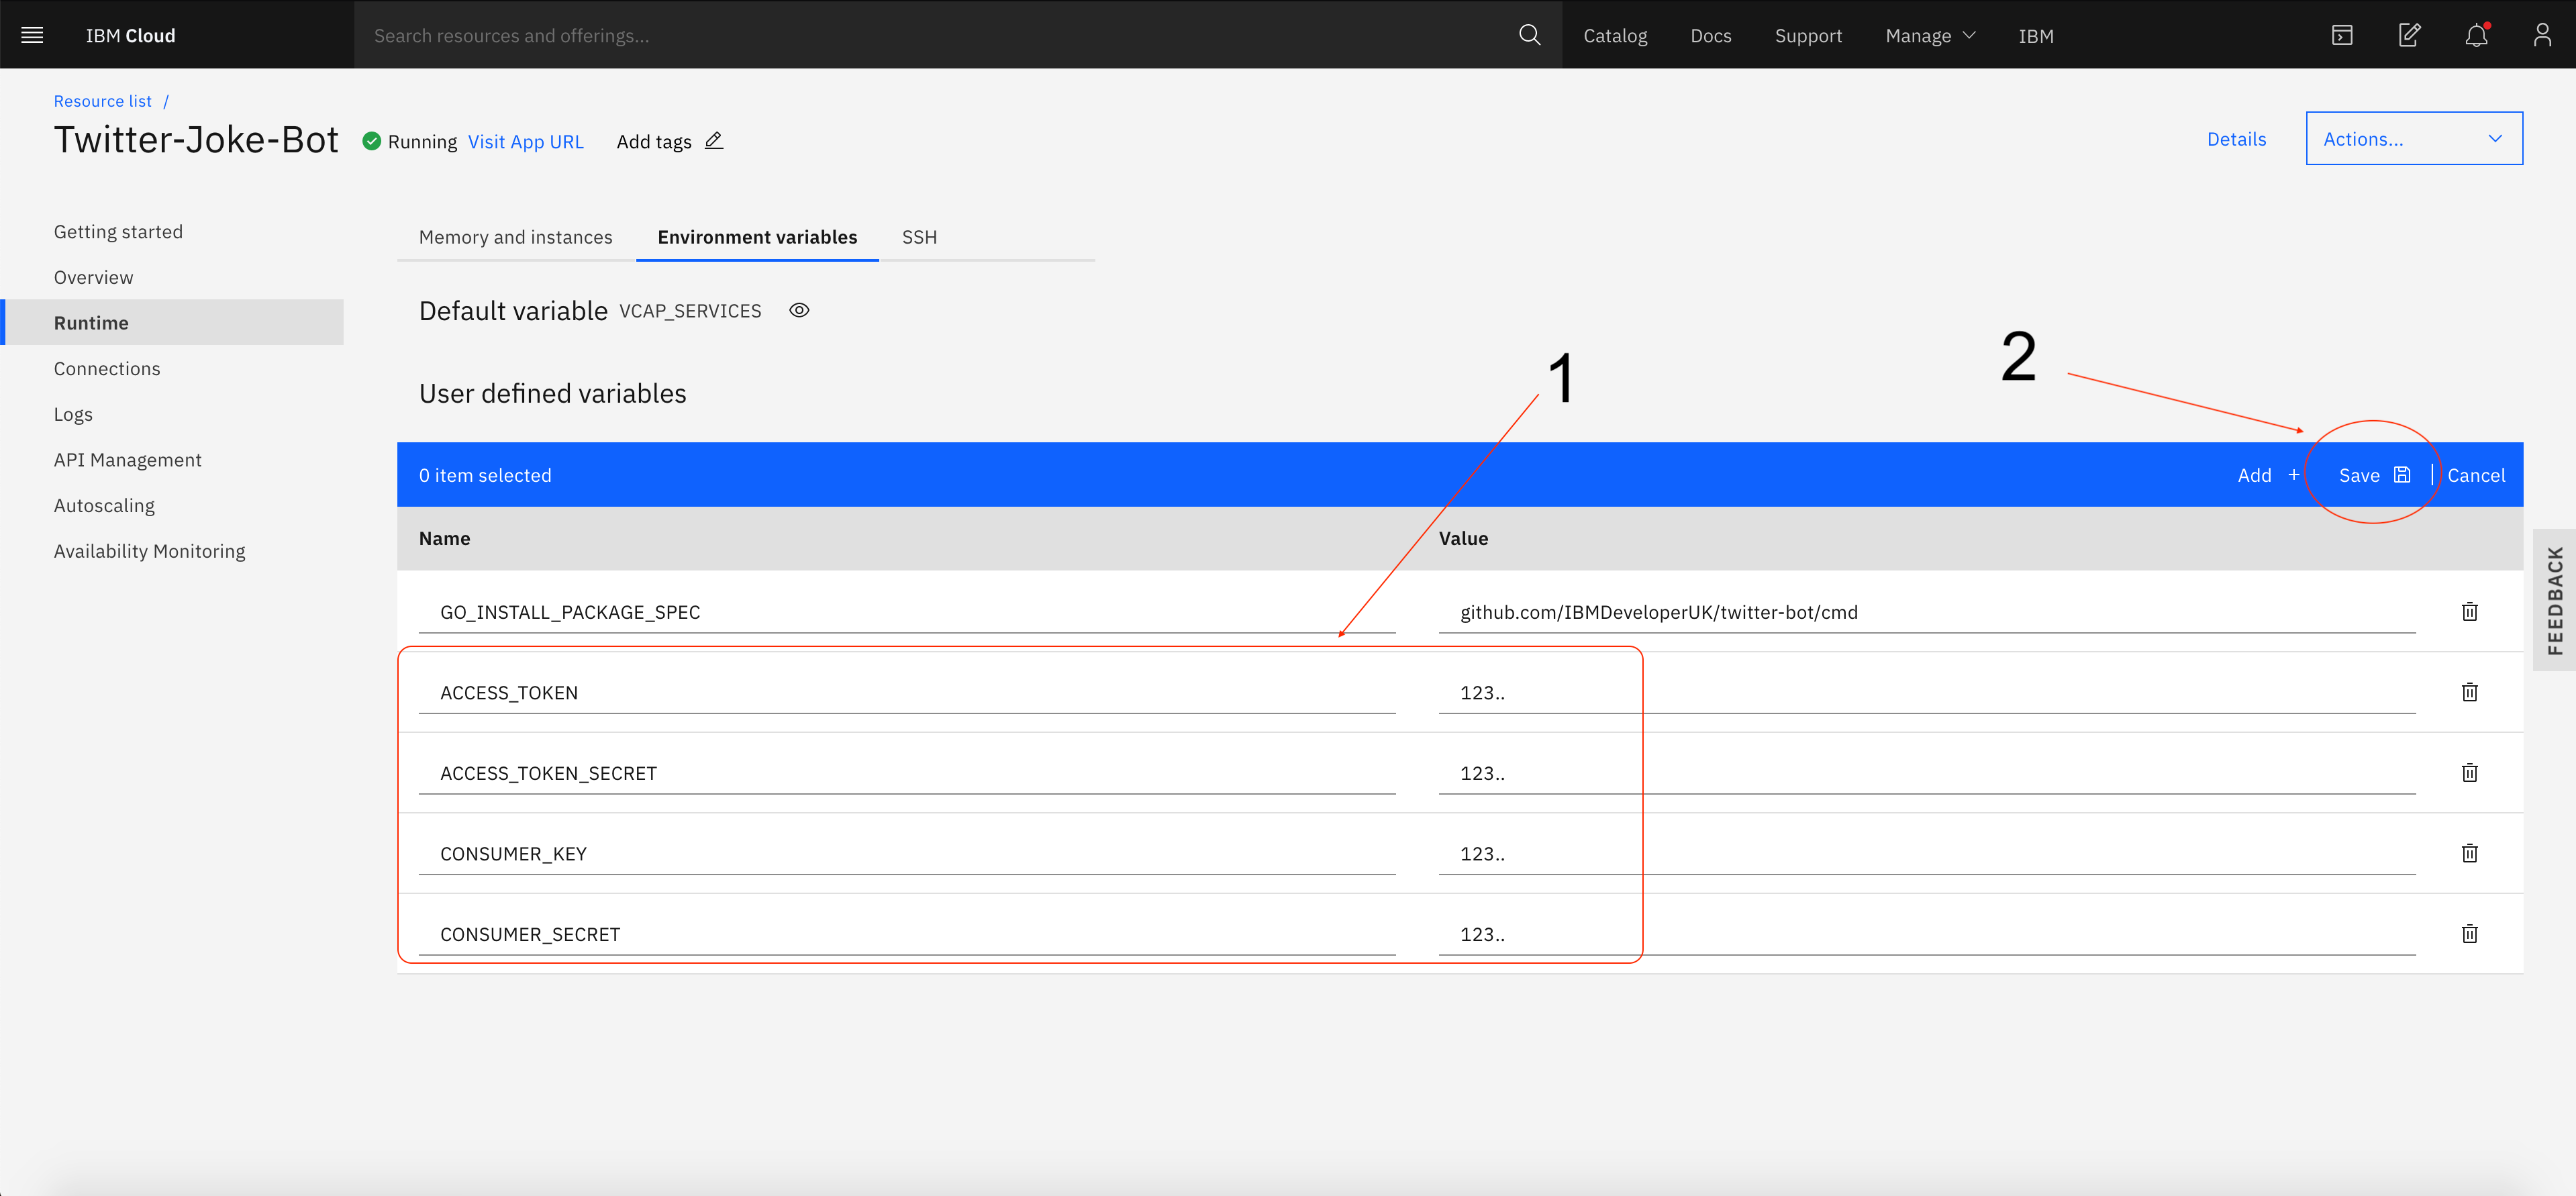 IBM Cloud
Search resources and offerings...
Catalog
Docs
Support
Manage
IBM
Resource list /
Twitter-Joke-Bot
Running
Visit App URL
Add tags
Details
Actions...
Getting started
Overview
Runtime
Connections
Logs
API Management
Autoscaling
Availability Monitoring
Memory and instances
Environment variables
SSH
Default variable VCAP_SERVICES
User defined variables
1
2
0 item selected
Add +
Save
Cancel
Name Value
GO_INSTALL_PACKAGE_SPEC github.com/IBMDeveloperUK/twitter-bot/cmd
ACCESS_TOKEN 123..
ACCESS_TOKEN_SECRET 123..
CONSUMER_KEY 123..
CONSUMER_SECRET 123..
FEEDBACK